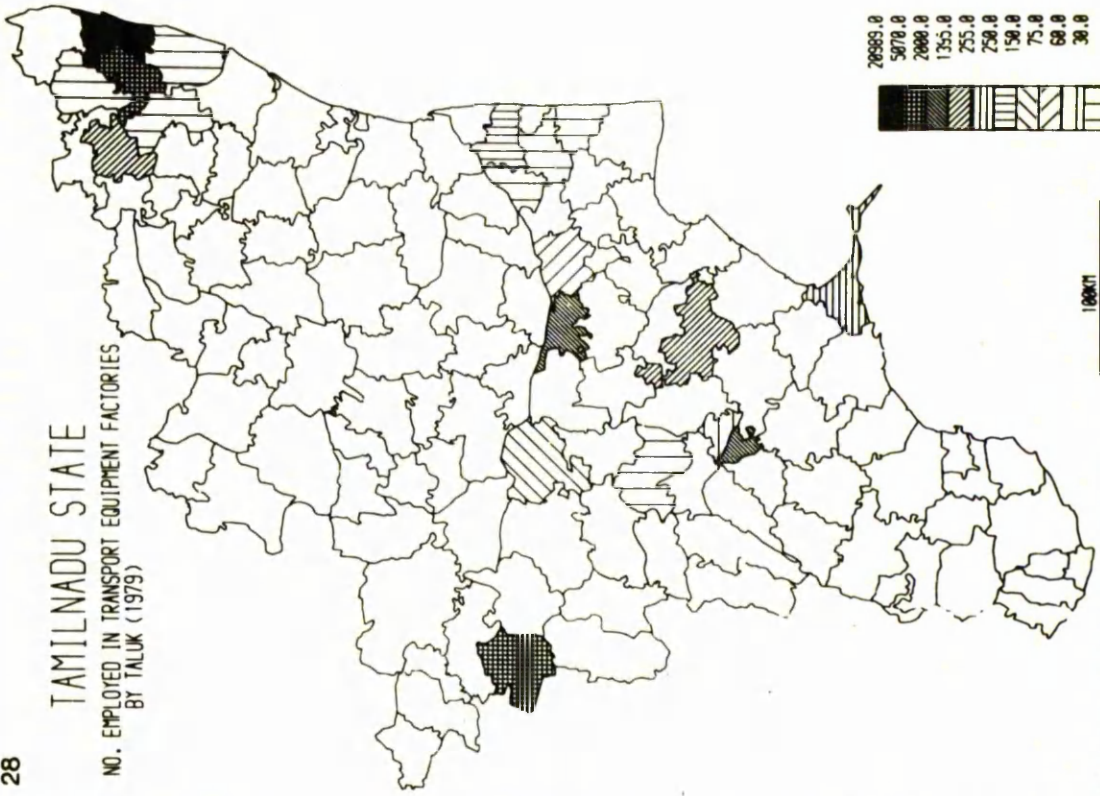 28
TAMILNADU STATE
NO. EMPLOYED IN TRANSPORT EQUIPMENT FACTORIES
BY TALUK (1979)
20989.0
5070.0
2000.0
1355.0
255.0
250.0
150.0
75.0
60.0
30.0
100KM